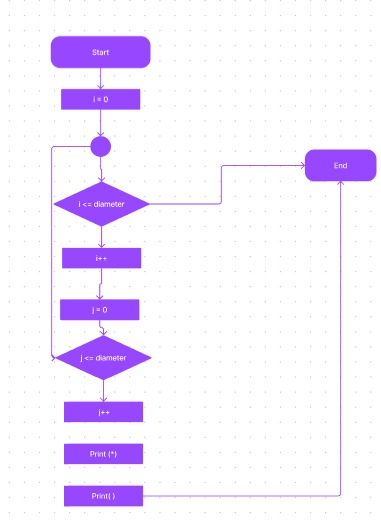 Start
i = 0
i <= diameter
End
i++
j = 0
j <= diameter
j++
Print (*)
Print( )